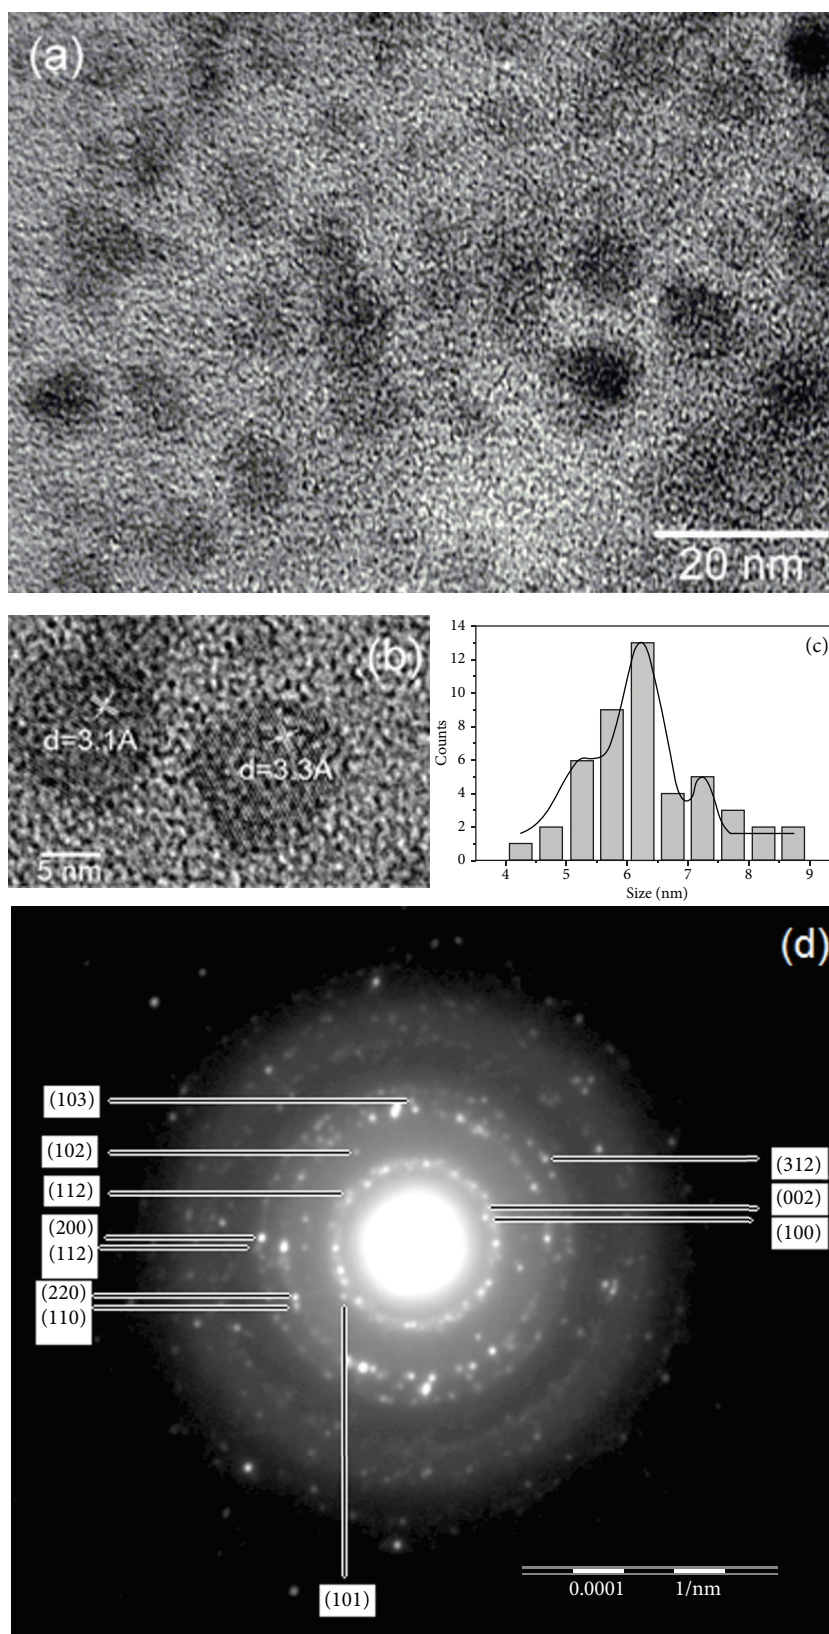 (a)
20 nm
(b)
d=3.1A
d=3.3A
5 nm
(c)
14
12
10
8
6
4
2
0
Counts
4 5 6 7 8 9
Size (nm)
(d)
(103)
(102)
(112)
(200)
(112)
(220)
(110)
(312)
(002)
(100)
(101)
0.0001 1/nm